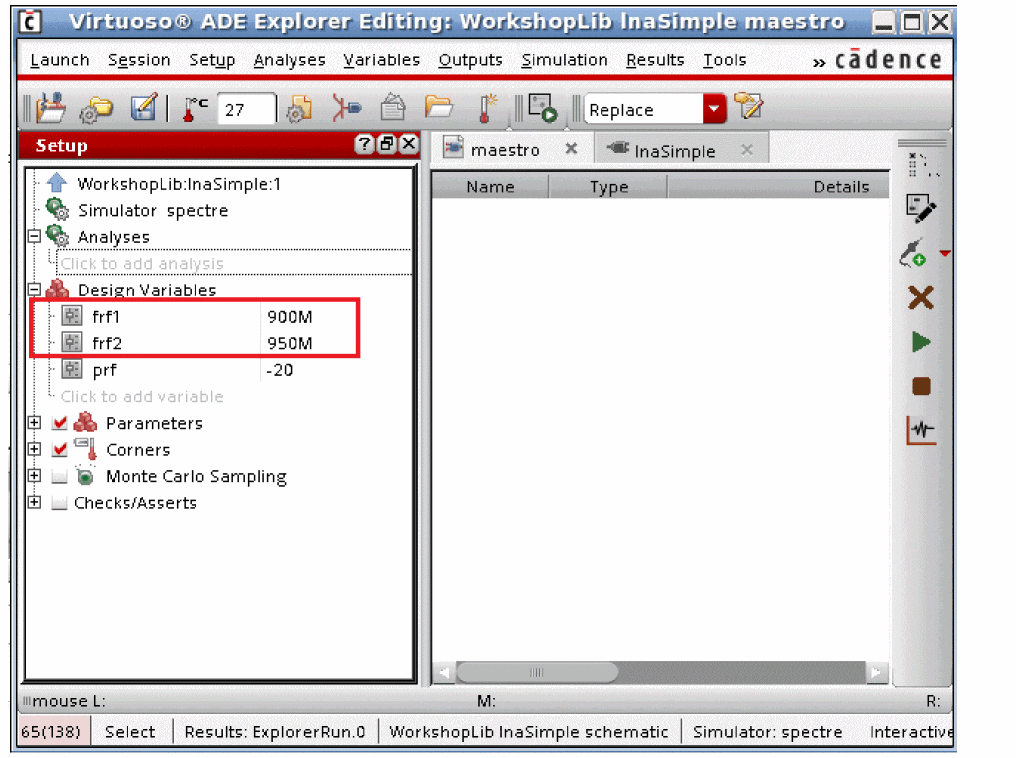 Virtuoso® ADE Explorer Editing: WorkshopLib lnaSimple maestro
Launch Session Setup Analyses Variables Outputs Simulation Results Tools » cādence
°C 27 Replace
Setup
maestro lnaSimple
WorkshopLib:lnaSimple:1
Name Type Details
Simulator spectre
Analyses
Click to add analysis
Design Variables
frf1 900M
frf2 950M
prf -20
Click to add variable
Parameters
Corners
Monte Carlo Sampling
Checks/Asserts
mouse L: M: R:
65(138) Select Results: ExplorerRun.0 WorkshopLib lnaSimple schematic Simulator: spectre Interactive